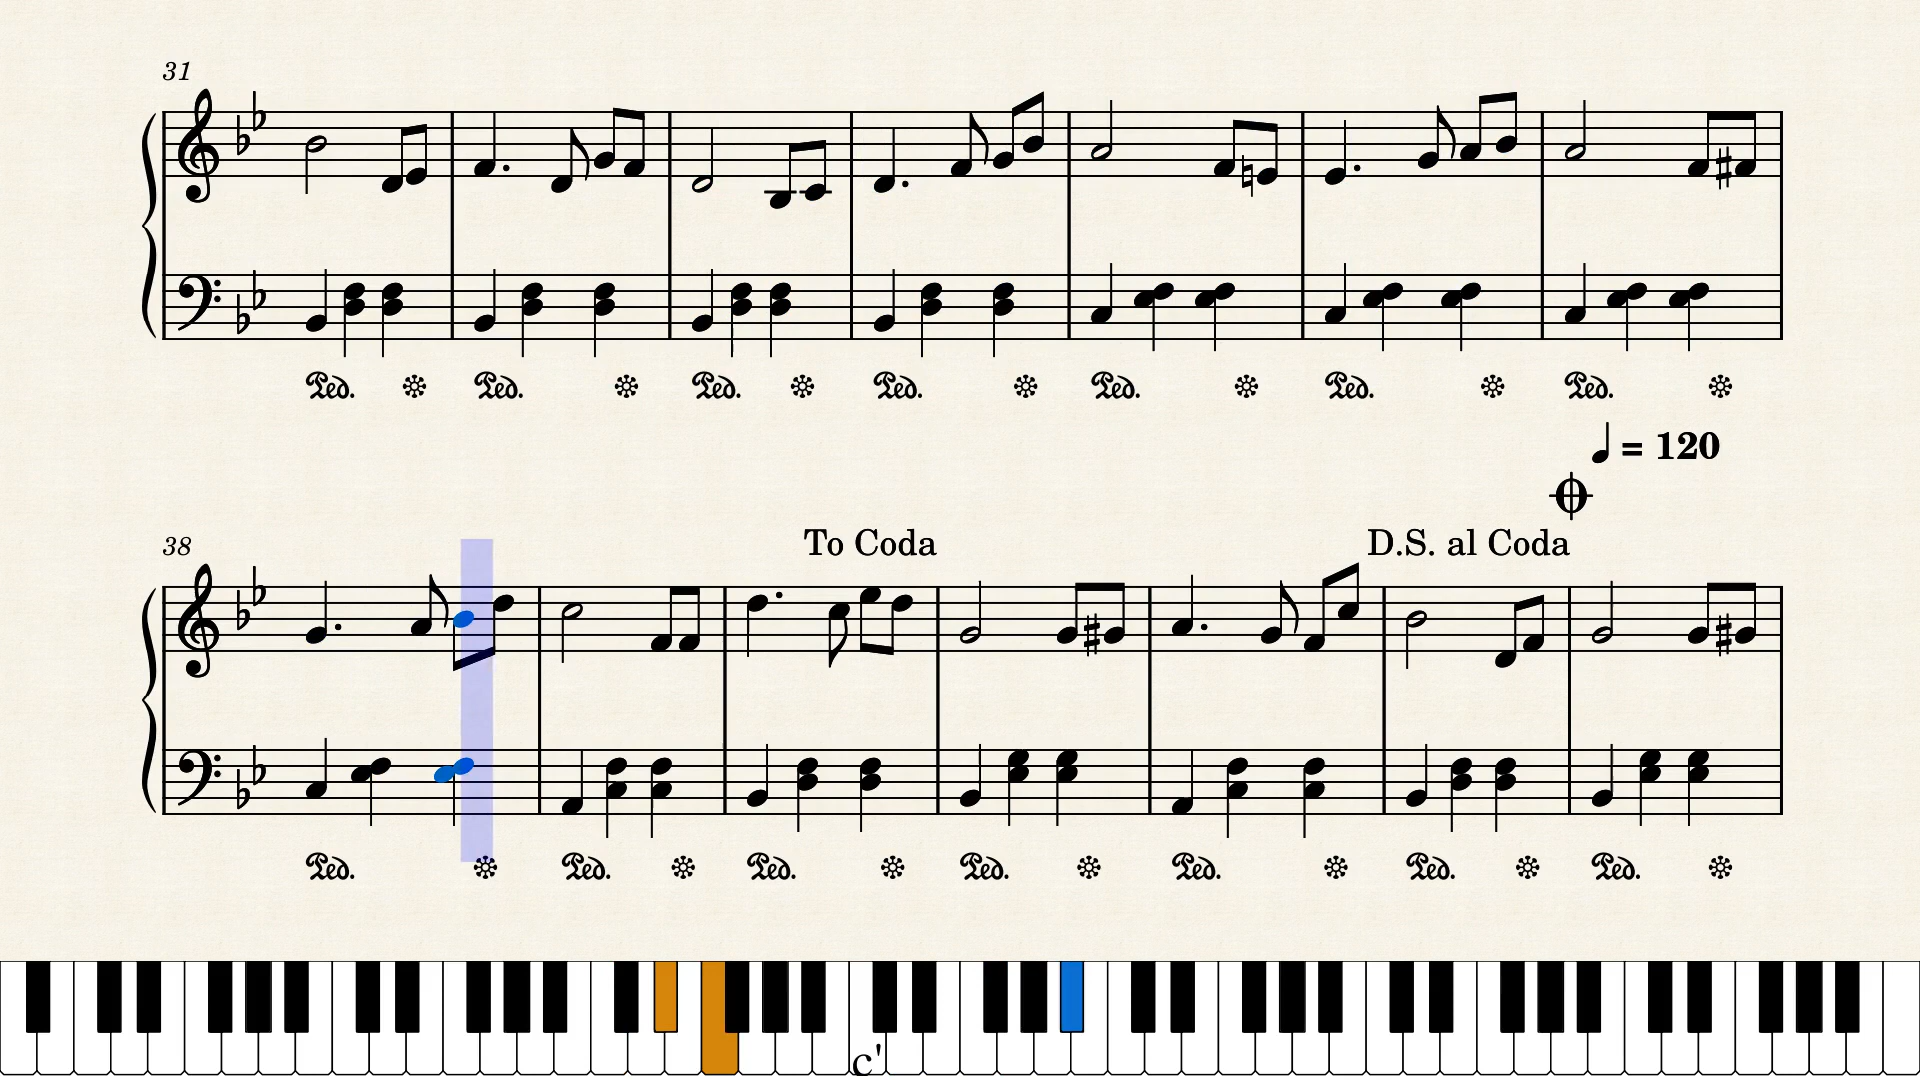 31
𝆮 ✼ 𝆮 ✼ 𝆮 ✼ 𝆮 ✼ 𝆮 ✼ 𝆮 ✼ 𝆮 ✼
♩ = 120
To Coda D.S. al Coda
38
𝆮 ✼ 𝆮 ✼ 𝆮 ✼ 𝆮 ✼ 𝆮 ✼ 𝆮 ✼ 𝆮 ✼
c'